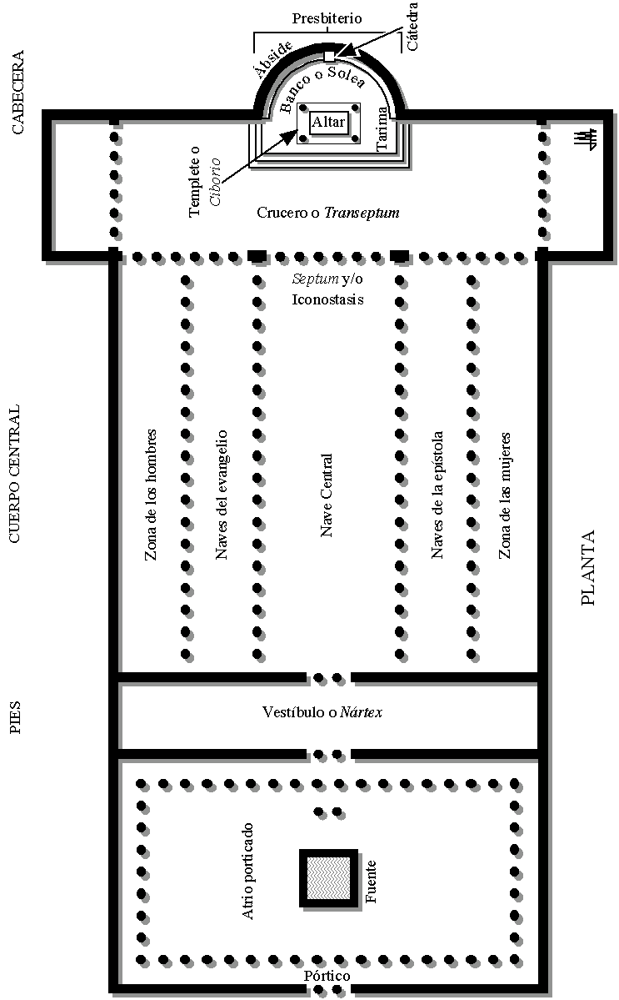 Presbiterio
Cátedra
Ábside
Banco o Solea
CABECERA
Altar
Tarima
Templete o
Ciborio
Crucero o Transeptum
Septum y/o
Iconostasis
CUERPO CENTRAL
Zona de los hombres
Naves del evangelio
Nave Central
Naves de la epístola
Zona de las mujeres
PLANTA
PIES
Vestíbulo o Nártex
Atrio porticado
Fuente
Pórtico